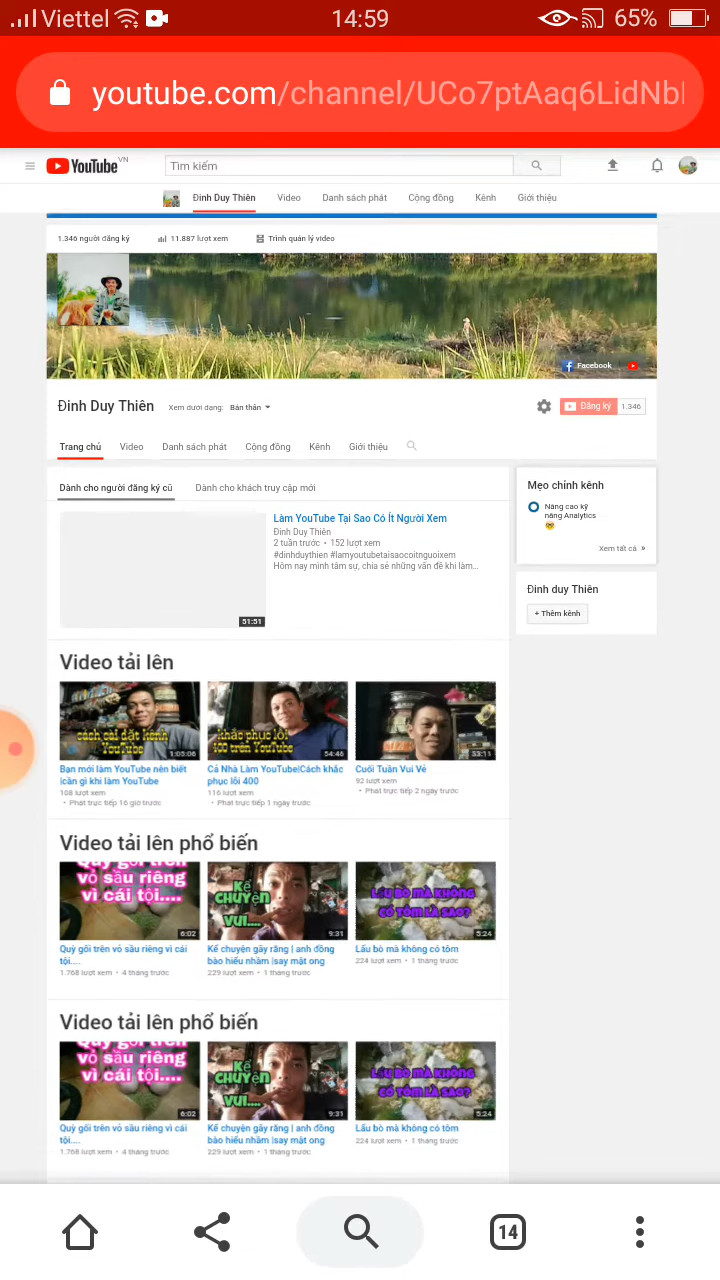 Viettel 14:59 65%
youtube.com/channel/UCo7ptAaq6LidNb
YouTube VN Tìm kiếm
Đinh Duy Thiên Video Danh sách phát Cộng đồng Kênh Giới thiệu
1.346 người đăng ký 11.887 lượt xem Trình quản lý video
Facebook
Đinh Duy Thiên Xem dưới dạng: Bản thân Đăng ký 1.346
Trang chủ Video Danh sách phát Cộng đồng Kênh Giới thiệu
Dành cho người đăng ký cũ Dành cho khách truy cập mới
Làm YouTube Tại Sao Có Ít Người Xem
Đinh Duy Thiên
2 tuần trước • 152 lượt xem
#dinhduythien #lamyoutubetaisaocoitnguoixem
Hôm nay mình tâm sự, chia sẻ những vấn đề khi làm…
51:51
Mẹo chỉnh kênh
Nâng cao kỹ
năng Analytics
🤓
Xem tất cả »
Đinh duy Thiên
+ Thêm kênh
Video tải lên
cách cài đặt kênh
YouTube
1:05:06
Bạn mới làm YouTube nên biết
|cần gì khi làm YouTube
108 lượt xem
• Phát trực tiếp 16 giờ trước
khắc phục lỗi
400 trên YouTube
54:46
Cả Nhà Làm YouTube|Cách khắc
phục lỗi 400
116 lượt xem
• Phát trực tiếp 1 ngày trước
53:11
Cuối Tuần Vui Vẻ
92 lượt xem
• Phát trực tiếp 2 ngày trước
Video tải lên phổ biến
Quỳ gối trên
vỏ sầu riêng
vì cái tội....
6:02
Quỳ gối trên vỏ sầu riêng vì cái
tội....
1.768 lượt xem • 4 tháng trước
Kể
CHUYỆN
VUI....
9:31
Kể chuyện gãy răng | anh đồng
bào hiểu nhầm |say mật ong
229 lượt xem • 1 tháng trước
LẨU BÒ MÀ KHÔNG
CÓ TÔM LÀ SAO?
5:24
Lẩu bò mà không có tôm
224 lượt xem • 1 tháng trước
Video tải lên phổ biến
Quỳ gối trên
vỏ sầu riêng
vì cái tội....
6:02
Quỳ gối trên vỏ sầu riêng vì cái
tội....
1.768 lượt xem • 4 tháng trước
Kể
CHUYỆN
VUI....
9:31
Kể chuyện gãy răng | anh đồng
bào hiểu nhầm |say mật ong
229 lượt xem • 1 tháng trước
LẨU BÒ MÀ KHÔNG
CÓ TÔM LÀ SAO?
5:24
Lẩu bò mà không có tôm
224 lượt xem • 1 tháng trước
14